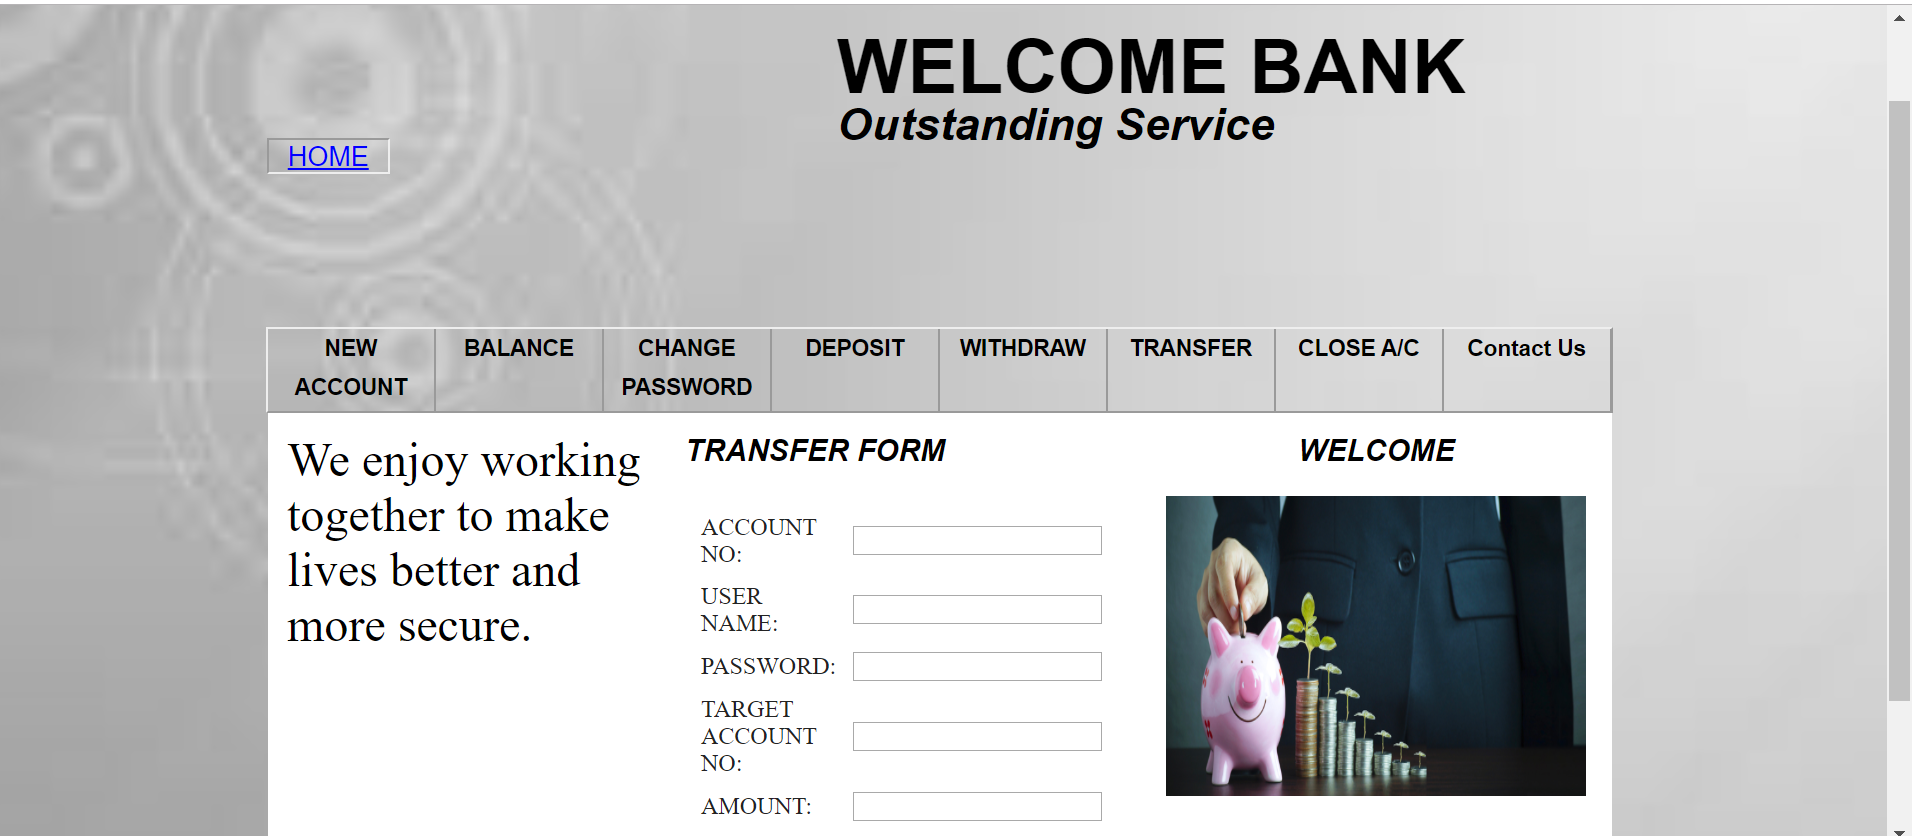 WELCOME BANK
Outstanding Service
HOME
NEW ACCOUNT
BALANCE
CHANGE PASSWORD
DEPOSIT
WITHDRAW
TRANSFER
CLOSE A/C
Contact Us
We enjoy working
together to make
lives better and
more secure.
TRANSFER FORM
ACCOUNT
NO:
USER
NAME:
PASSWORD:
TARGET
ACCOUNT
NO:
AMOUNT:
WELCOME